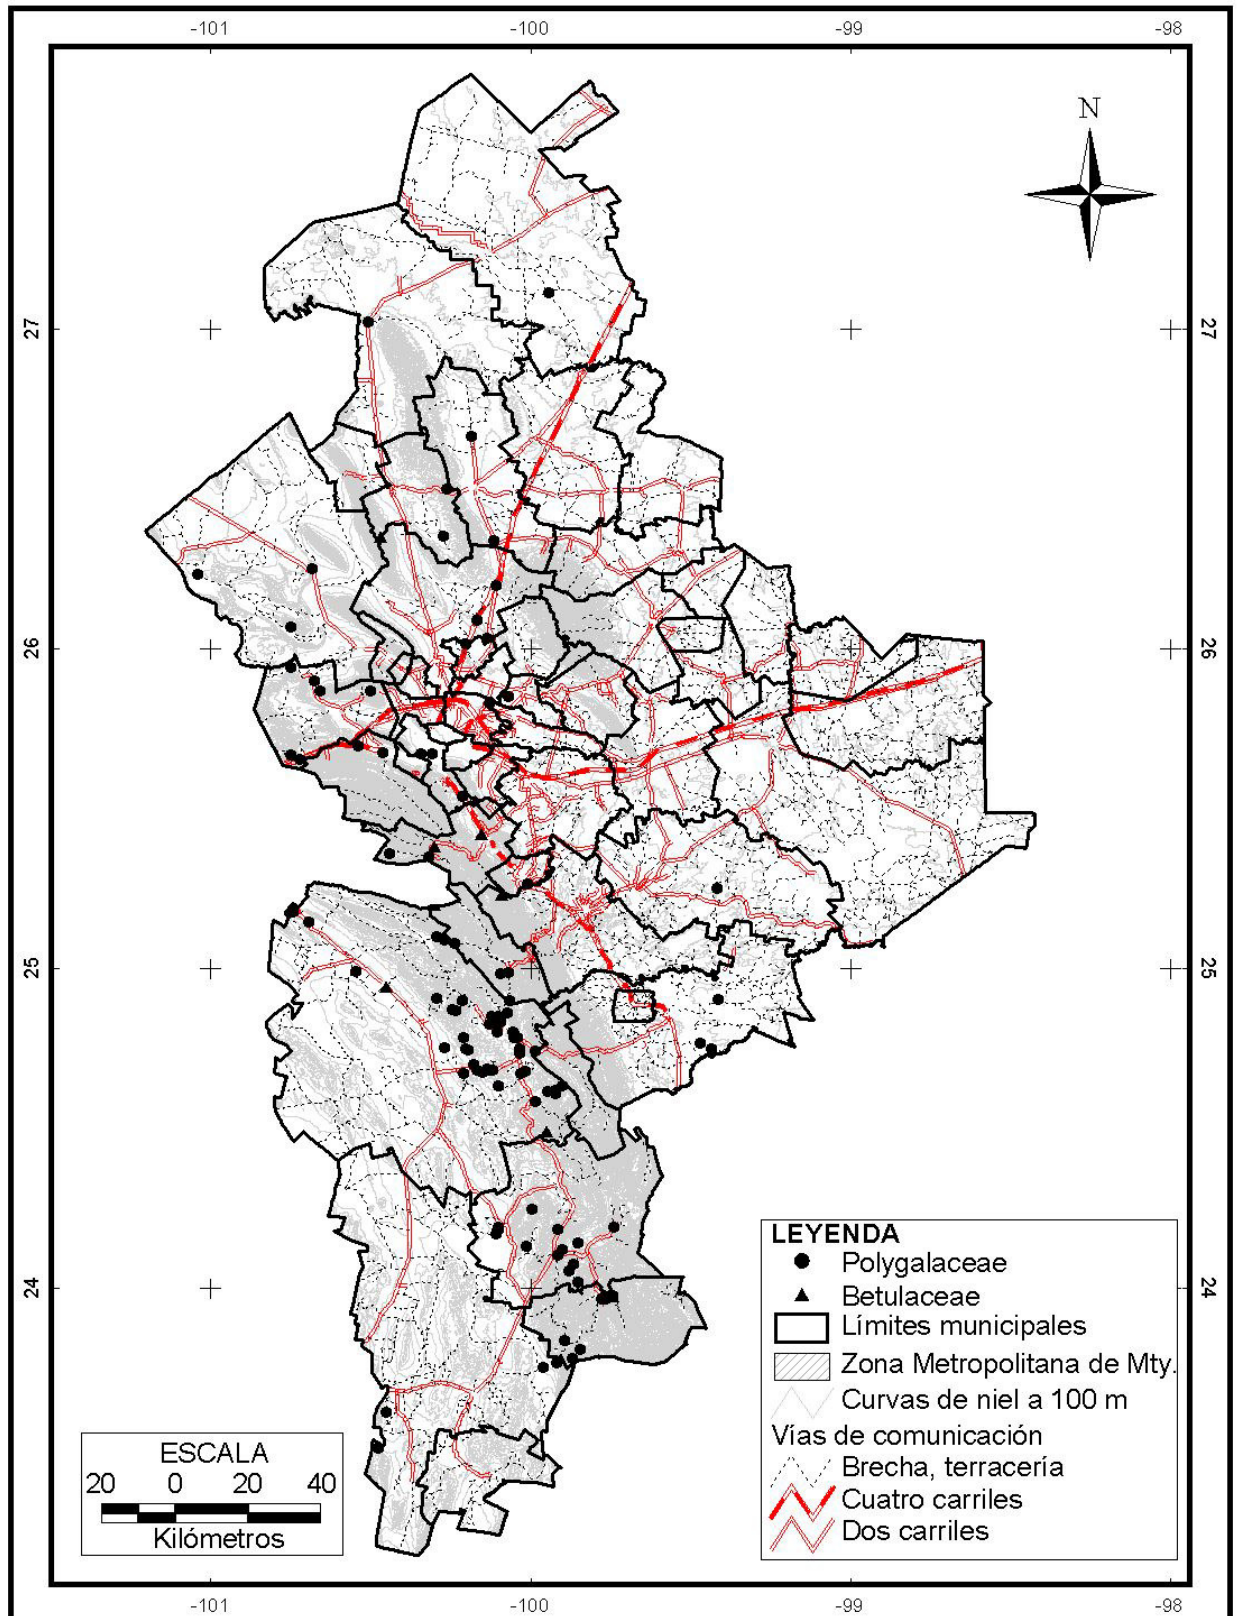 -101 -100 -99 -98
N
27 27
26 26
25 25
24 24
LEYENDA
Polygalaceae
Betulaceae
Límites municipales
Zona Metropolitana de Mty.
Curvas de niel a 100 m
Vías de comunicación
Brecha, terracería
Cuatro carriles
Dos carriles
ESCALA
20 0 20 40
Kilómetros
-101 -100 -99 -98